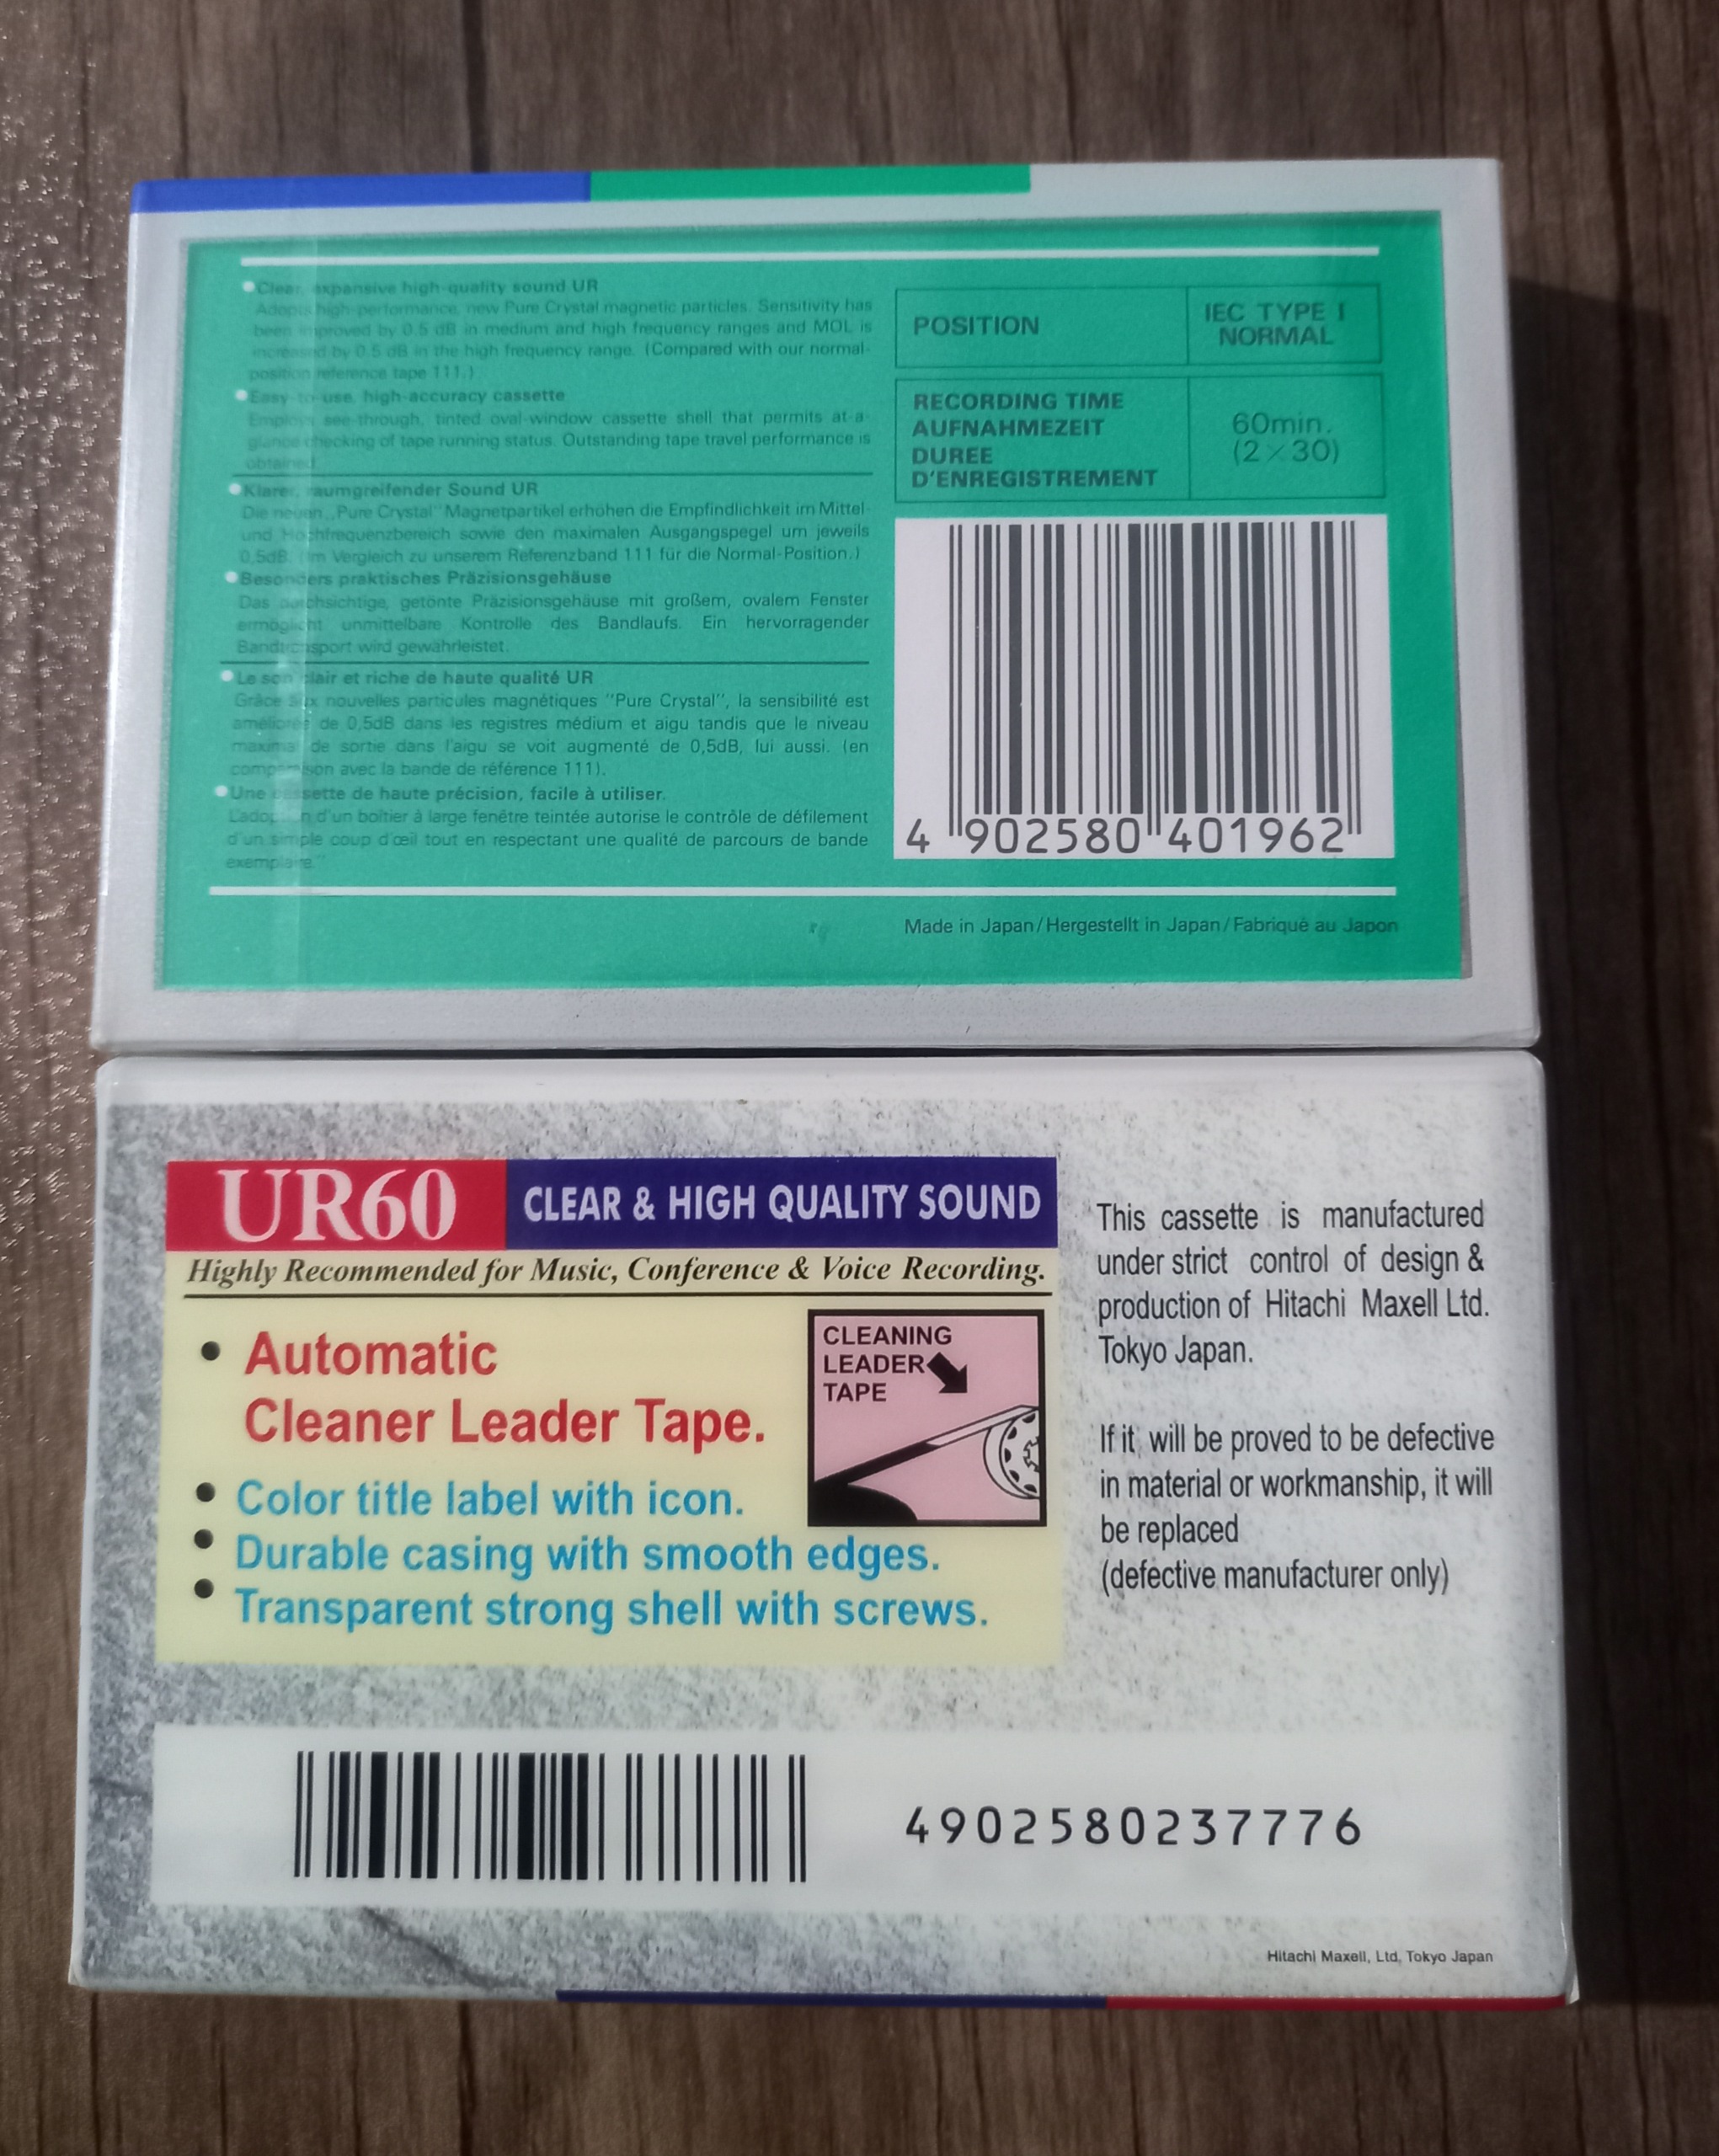 ● Clear, expansive high-quality sound UR
Adopts high-performance, new Pure Crystal magnetic particles. Sensitivity has
been improved by 0.5 dB in medium and high frequency ranges and MOL is
increased by 0.5 dB in the high frequency range. (Compared with our normal-
position reference tape 111.)
● Easy-to-use, high-accuracy cassette
Employs see-through, tinted oval-window cassette shell that permits at-a-
glance checking of tape running status. Outstanding tape travel performance is
obtained.
● Klarer, raumgreifender Sound UR
Die neuen „Pure Crystal" Magnetpartikel erhöhen die Empfindlichkeit im Mittel-
und Hochfrequenzbereich sowie den maximalen Ausgangspegel um jeweils
0,5dB. (Im Vergleich zu unserem Referenzband 111 für die Normal-Position.)
● Besonders praktisches Präzisionsgehäuse
Das durchsichtige, getönte Präzisionsgehäuse mit großem, ovalem Fenster
ermöglicht unmittelbare Kontrolle des Bandlaufs. Ein hervorragender
Bandtransport wird gewährleistet.
● Le son clair et riche de haute qualité UR
Grâce aux nouvelles particules magnétiques "Pure Crystal", la sensibilité est
améliorée de 0,5dB dans les registres médium et aigu tandis que le niveau
maximal de sortie dans l'aigu se voit augmenté de 0,5dB, lui aussi. (en
comparaison avec la bande de référence 111).
● Une cassette de haute précision, facile à utiliser.
L'adoption d'un boîtier à large fenêtre teintée autorise le contrôle de défilement
d'un simple coup d'œil tout en respectant une qualité de parcours de bande
exemplaire."
POSITION
IEC TYPE I
NORMAL
RECORDING TIME
AUFNAHMEZEIT
DUREE
D'ENREGISTREMENT
60min.
(2×30)
4 902580 401962
Made in Japan/Hergestellt in Japan/Fabriqué au Japon
UR60 CLEAR & HIGH QUALITY SOUND
Highly Recommended for Music, Conference & Voice Recording.
• Automatic
Cleaner Leader Tape.
• Color title label with icon.
• Durable casing with smooth edges.
• Transparent strong shell with screws.
CLEANING
LEADER
TAPE
This cassette is manufactured
under strict control of design &
production of Hitachi Maxell Ltd.
Tokyo Japan.
If it will be proved to be defective
in material or workmanship, it will
be replaced
(defective manufacturer only)
4902580237776
Hitachi Maxell, Ltd, Tokyo Japan